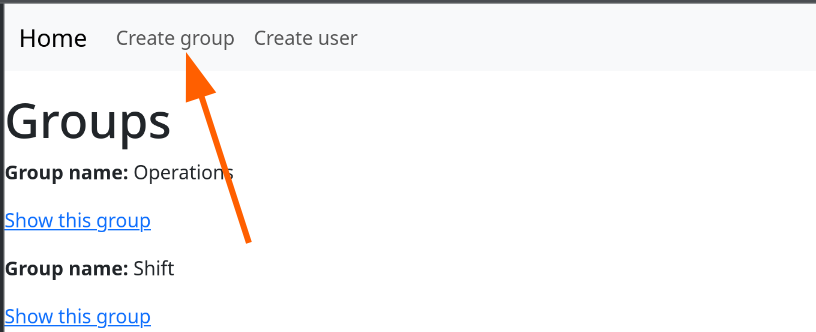 Home Create group Create user
Groups
Group name: Operations
Show this group
Group name: Shift
Show this group